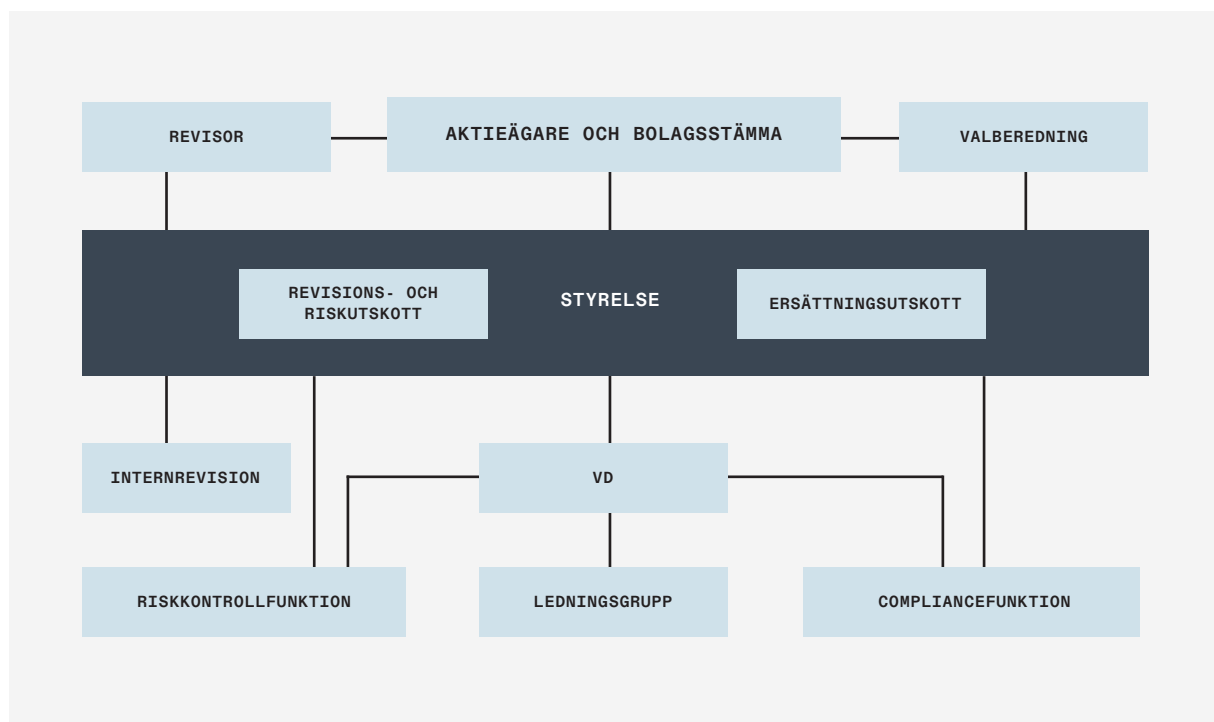 REVISOR
AKTIEÄGARE OCH BOLAGSSTÄMMA
VALBEREDNING
REVISIONS- OCH
RISKUTSKOTT
STYRELSE
ERSÄTTNINGSUTSKOTT
INTERNREVISION
VD
RISKKONTROLLFUNKTION
LEDNINGSGRUPP
COMPLIANCEFUNKTION